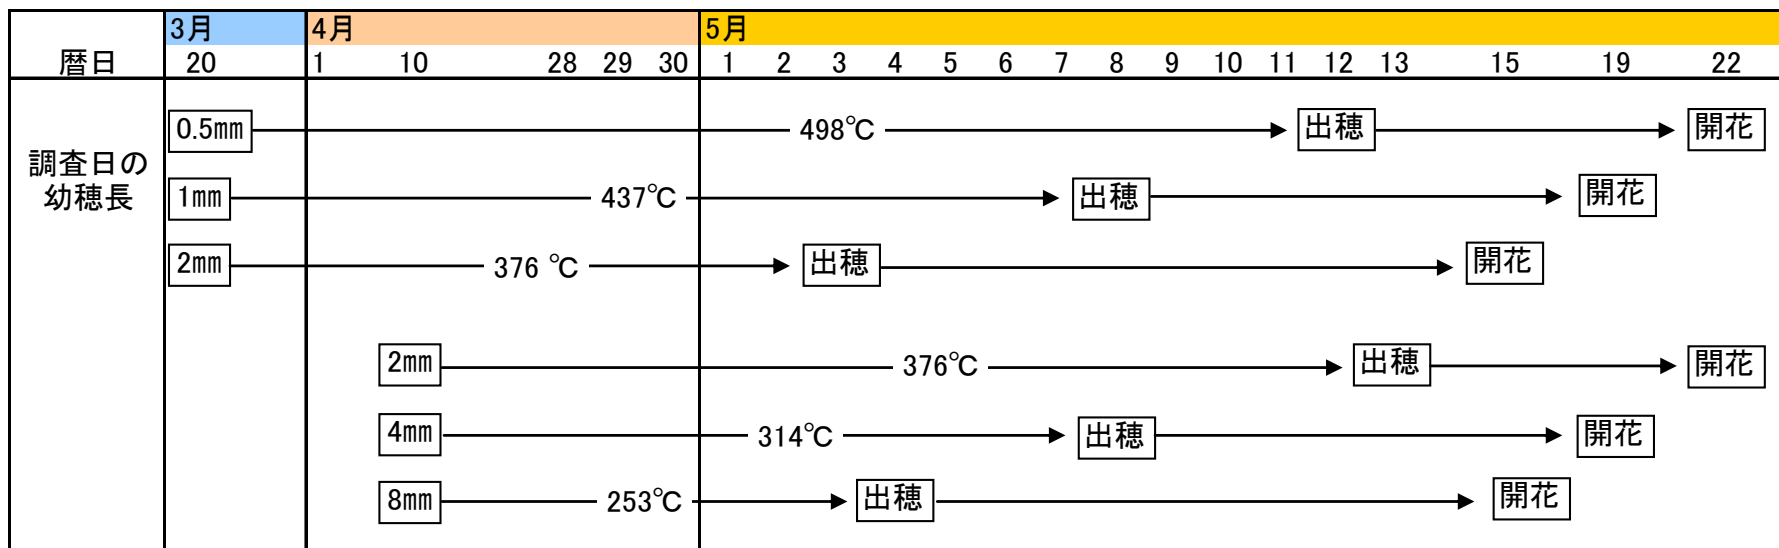 3月 4月 5月
暦日 20 1 10 28 29 30 1 2 3 4 5 6 7 8 9 10 11 12 13 15 19 22
0.5mm 498℃ 出穂 開花
調査日の
幼穂長
1mm 437℃ 出穂 開花
2mm 376 ℃ 出穂 開花
2mm 376℃ 出穂 開花
4mm 314℃ 出穂 開花
8mm 253℃ 出穂 開花